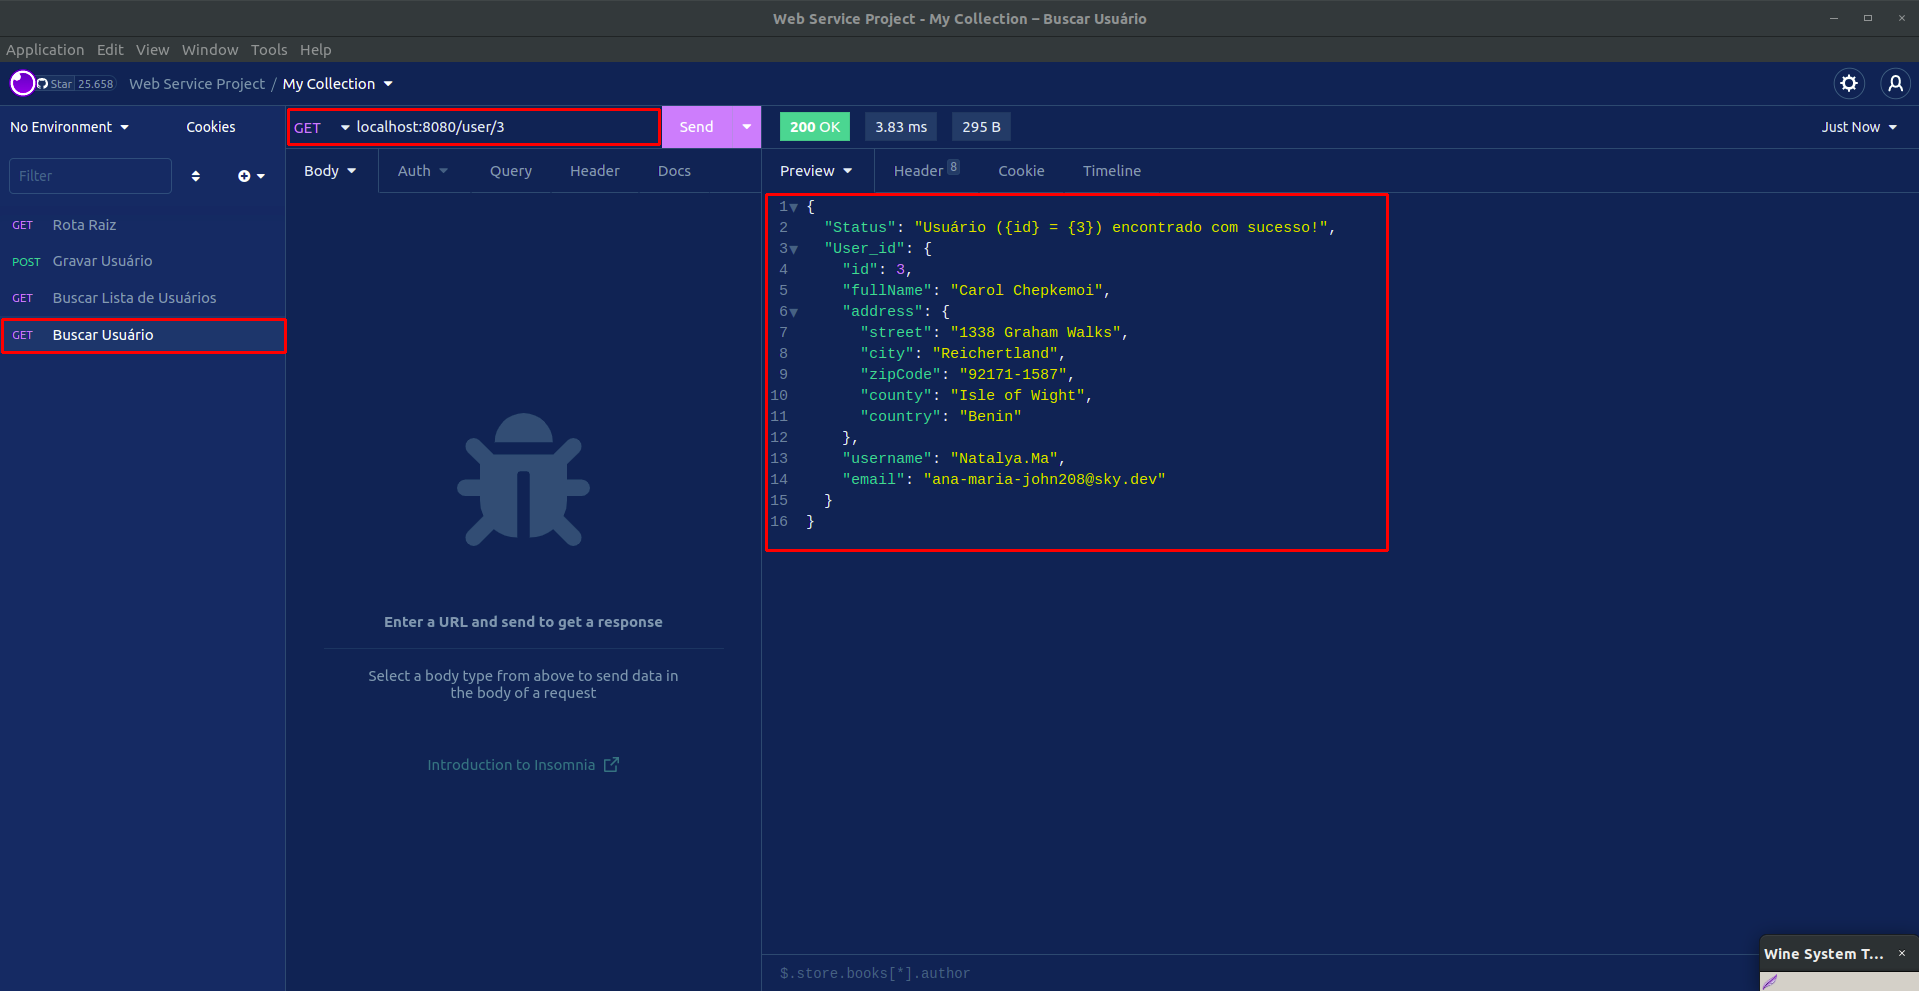 Web Service Project - My Collection – Buscar Usuário
Application Edit View Window Tools Help
Star 25.658 Web Service Project / My Collection
No Environment Cookies
GET localhost:8080/user/3 Send
200 OK 3.83 ms 295 B Just Now
Filter
Body Auth Query Header Docs
Preview Header 8 Cookie Timeline
GET Rota Raiz
POST Gravar Usuário
GET Buscar Lista de Usuários
GET Buscar Usuário
Enter a URL and send to get a response
Select a body type from above to send data in
the body of a request
Introduction to Insomnia
1 {
2 "Status": "Usuário ({id} = {3}) encontrado com sucesso!",
3 "User_id": {
4 "id": 3,
5 "fullName": "Carol Chepkemoi",
6 "address": {
7 "street": "1338 Graham Walks",
8 "city": "Reichertland",
9 "zipCode": "92171-1587",
10 "county": "Isle of Wight",
11 "country": "Benin"
12 },
13 "username": "Natalya.Ma",
14 "email": "ana-maria-john208@sky.dev"
15 }
16 }
$.store.books[*].author
Wine System T...